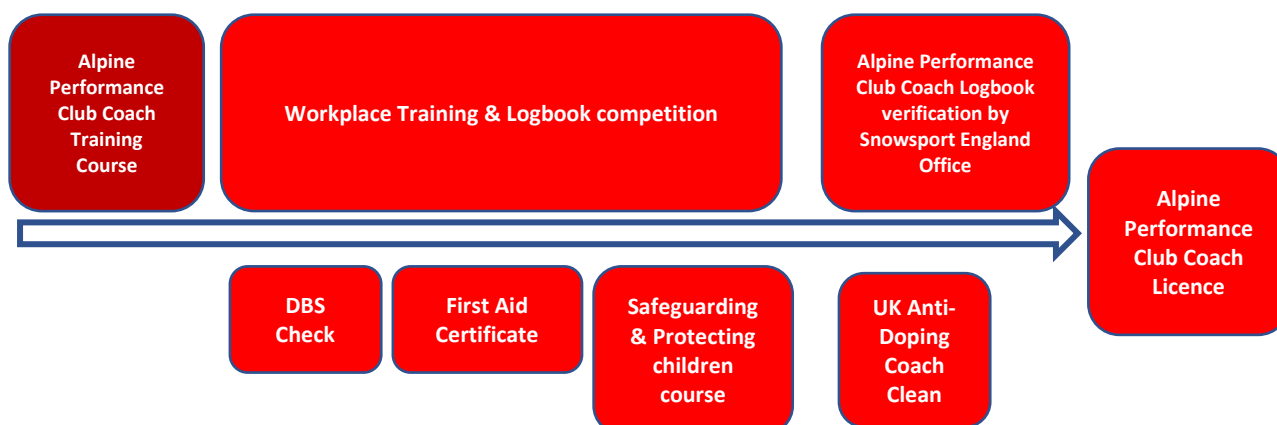 Alpine
Performance
Club Coach
Training
Course
Workplace Training & Logbook competition
Alpine Performance
Club Coach Logbook
verification by
Snowsport England
Office
Alpine
Performance
Club Coach
Licence
DBS
Check
First Aid
Certificate
Safeguarding
& Protecting
children
course
UK Anti-
Doping
Coach
Clean